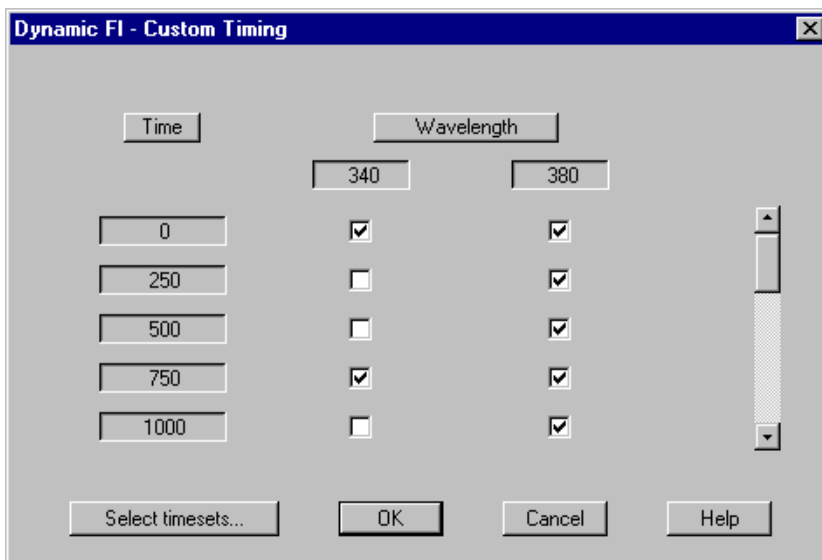 Dynamic FI - Custom Timing
Time Wavelength
340 380
0
250
500
750
1000
Select timesets... OK Cancel Help